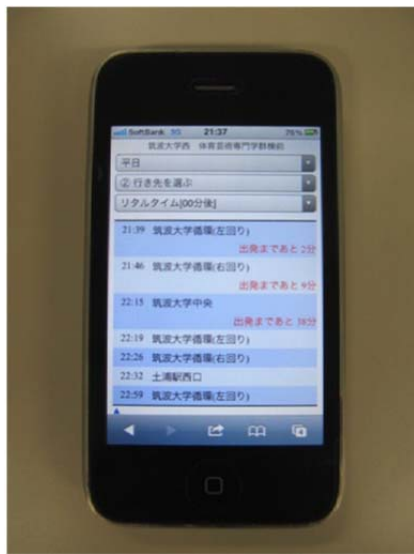 SoftBank 3G 21:37 76%
筑波大学西 体育芸術専門学群棟前
平日
② 行き先を選ぶ
リタルタイム[00分後]
21:39 筑波大学循環(左回り)
出発まであと 2分
21:46 筑波大学循環(右回り)
出発まであと 9分
22:15 筑波大学中央
出発まであと 38分
22:19 筑波大学循環(左回り)
22:26 筑波大学循環(右回り)
22:32 土浦駅西口
22:59 筑波大学循環(左回り)